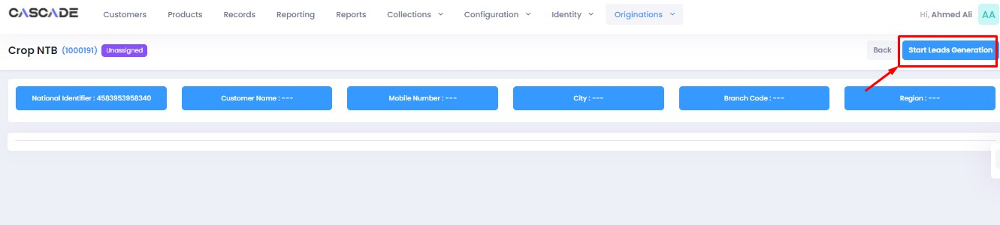 CASCADE Customers Products Records Reporting Reports Collections Configuration Identity Originations Hi, Ahmed Ali AA
Crop NTB (1000191) Unassigned Back Start Leads Generation
National Identifier : 4583953958340 Customer Name : --- Mobile Number : --- City : --- Branch Code : --- Region : ---